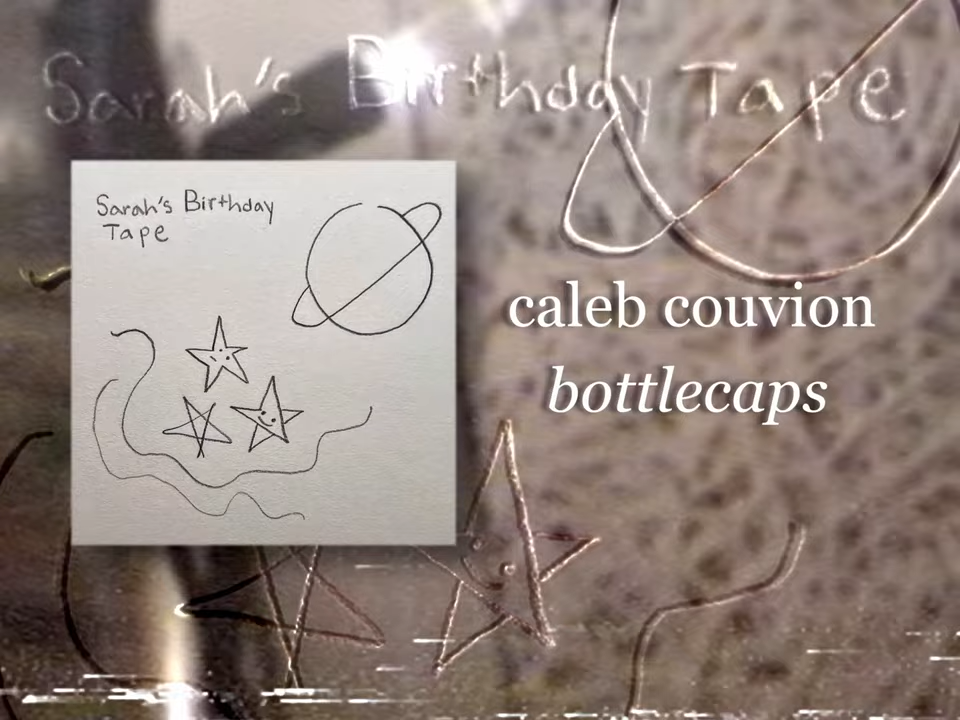 Sarah's Birthday Tape
Sarah's Birthday
Tape
caleb couvion
bottlecaps